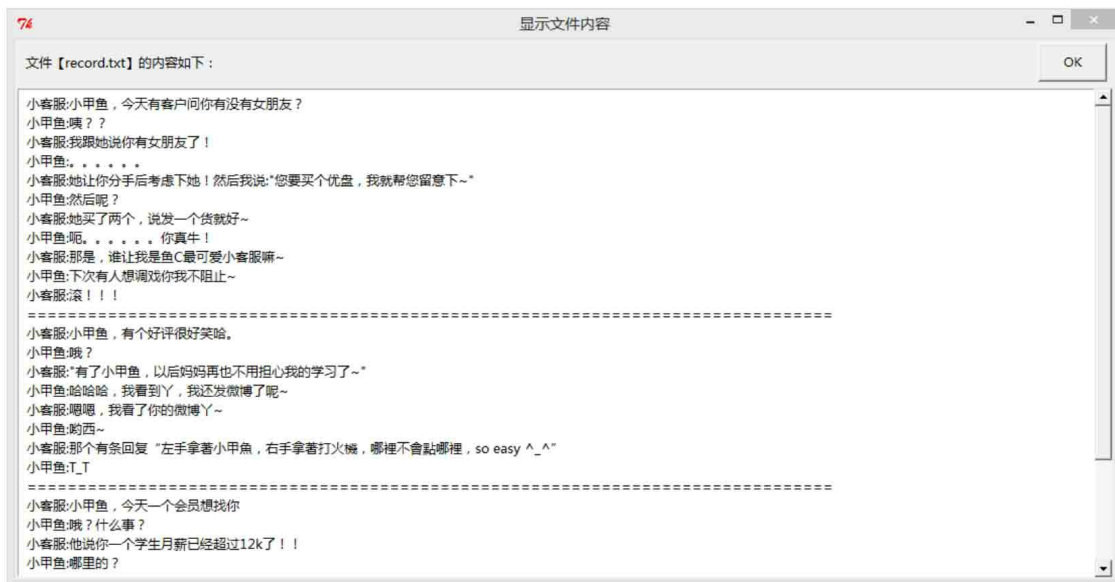 显示文件内容
文件【record.txt】的内容如下：
OK
小客服:小甲鱼，今天有客户问你有没有女朋友？
小甲鱼:咦？？
小客服:我跟她说你有女朋友了！
小甲鱼:。。。。。。
小客服:她让你分手后考虑下她！然后我说:"您要买个优盘，我就帮您留意下~"
小甲鱼:然后呢？
小客服:她买了两个，说发一个货就好~
小甲鱼:呃。。。。。。你真牛！
小客服:那是，谁让我是鱼C最可爱小客服嘛~
小甲鱼:下次有人想调戏你我不阻止~
小客服:滚！！！
================================================================================
小客服:小甲鱼，有个好评很好笑哈。
小甲鱼:哦？
小客服:"有了小甲鱼，以后妈妈再也不用担心我的学习了~"
小甲鱼:哈哈哈，我看到丫，我还发微博了呢~
小客服:嗯嗯，我看了你的微博丫~
小甲鱼:哟西~
小客服:那个有条回复“左手拿著小甲魚，右手拿著打火機，哪裡不會點哪裡，so easy ^_^”
小甲鱼:T_T
================================================================================
小客服:小甲鱼，今天一个会员想找你
小甲鱼:哦？什么事？
小客服:他说你一个学生月薪已经超过12k了！！
小甲鱼:哪里的？